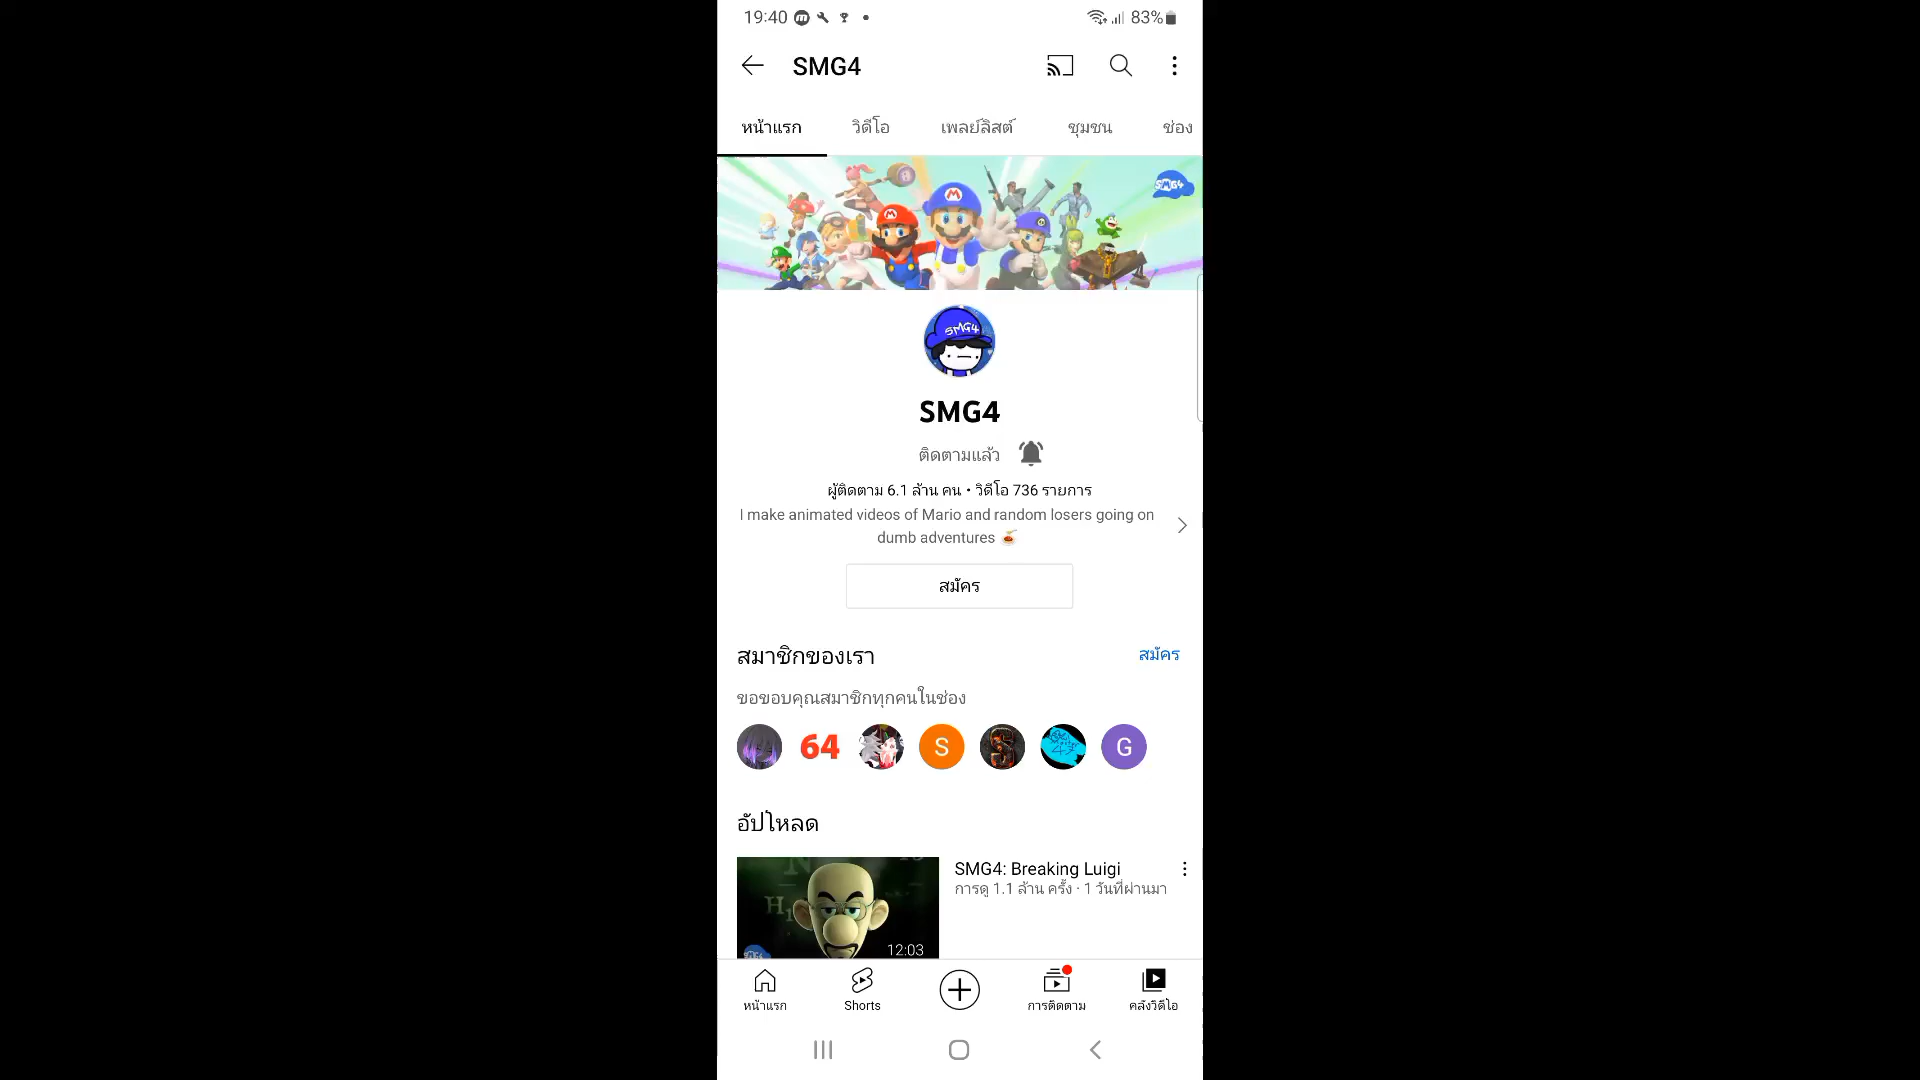 19:40
83%
SMG4
หน้าแรก วิดีโอ เพลย์ลิสต์ ชุมชน ช่อง
SMG4
SMG4
SMG4
ติดตามแล้ว
ผู้ติดตาม 6.1 ล้าน คน • วิดีโอ 736 รายการ
I make animated videos of Mario and random losers going on
dumb adventures
สมัคร
สมาชิกของเรา
สมัคร
ขอขอบคุณสมาชิกทุกคนในช่อง
64 S G
อัปโหลด
SMG4: Breaking Luigi
การดู 1.1 ล้าน ครั้ง · 1 วันที่ผ่านมา
12:03
หน้าแรก Shorts การติดตาม คลังวิดีโอ